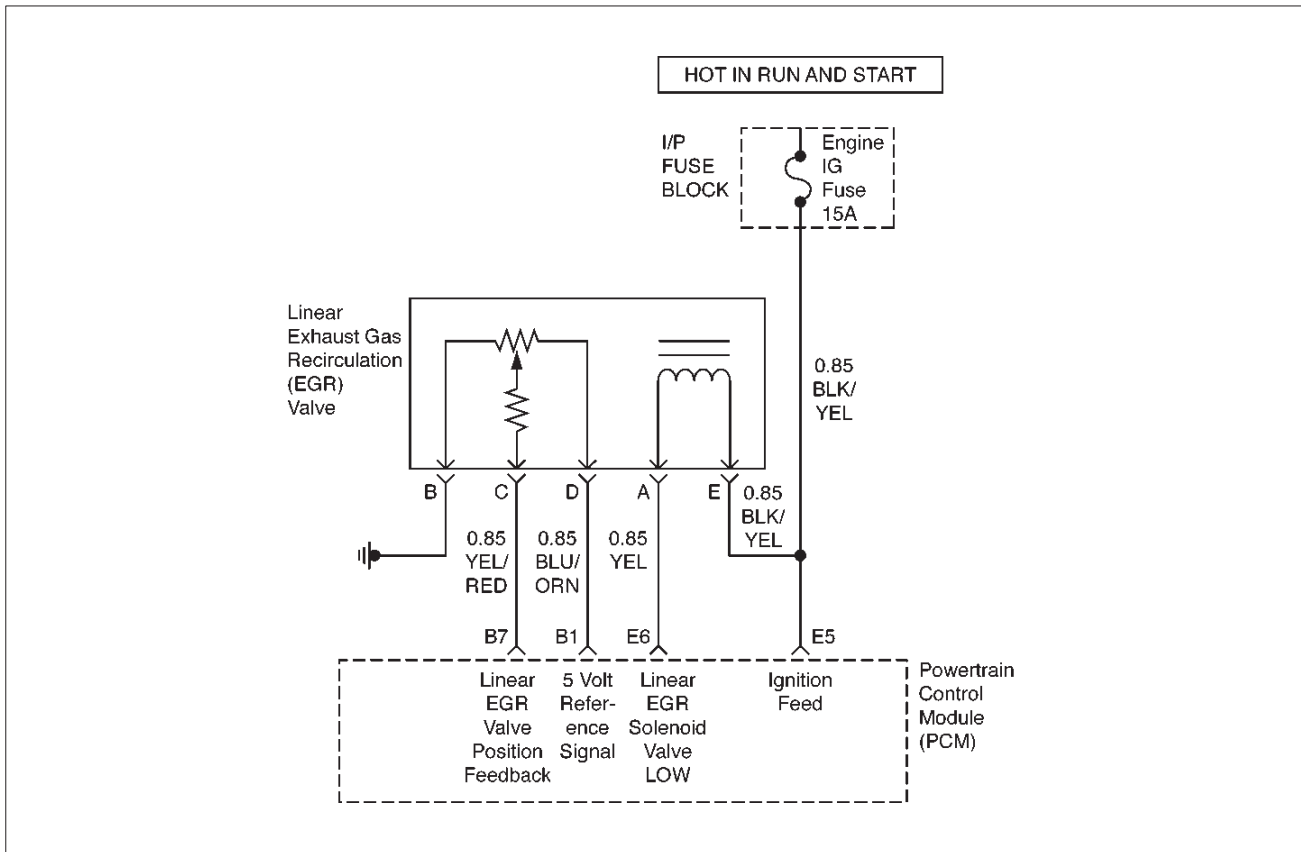 HOT IN RUN AND START
I/P
FUSE
BLOCK
Engine
IG
Fuse
15A
Linear
Exhaust Gas
Recirculation
(EGR)
Valve
0.85
BLK/
YEL
B
C
D
A
E
0.85
BLK/
YEL
0.85
YEL/
RED
0.85
BLU/
ORN
0.85
YEL
B7
B1
E6
E5
Linear
EGR
Valve
Position
Feedback
5 Volt
Refer-
ence
Signal
Linear
EGR
Solenoid
Valve
LOW
Ignition
Feed
Powertrain
Control
Module
(PCM)